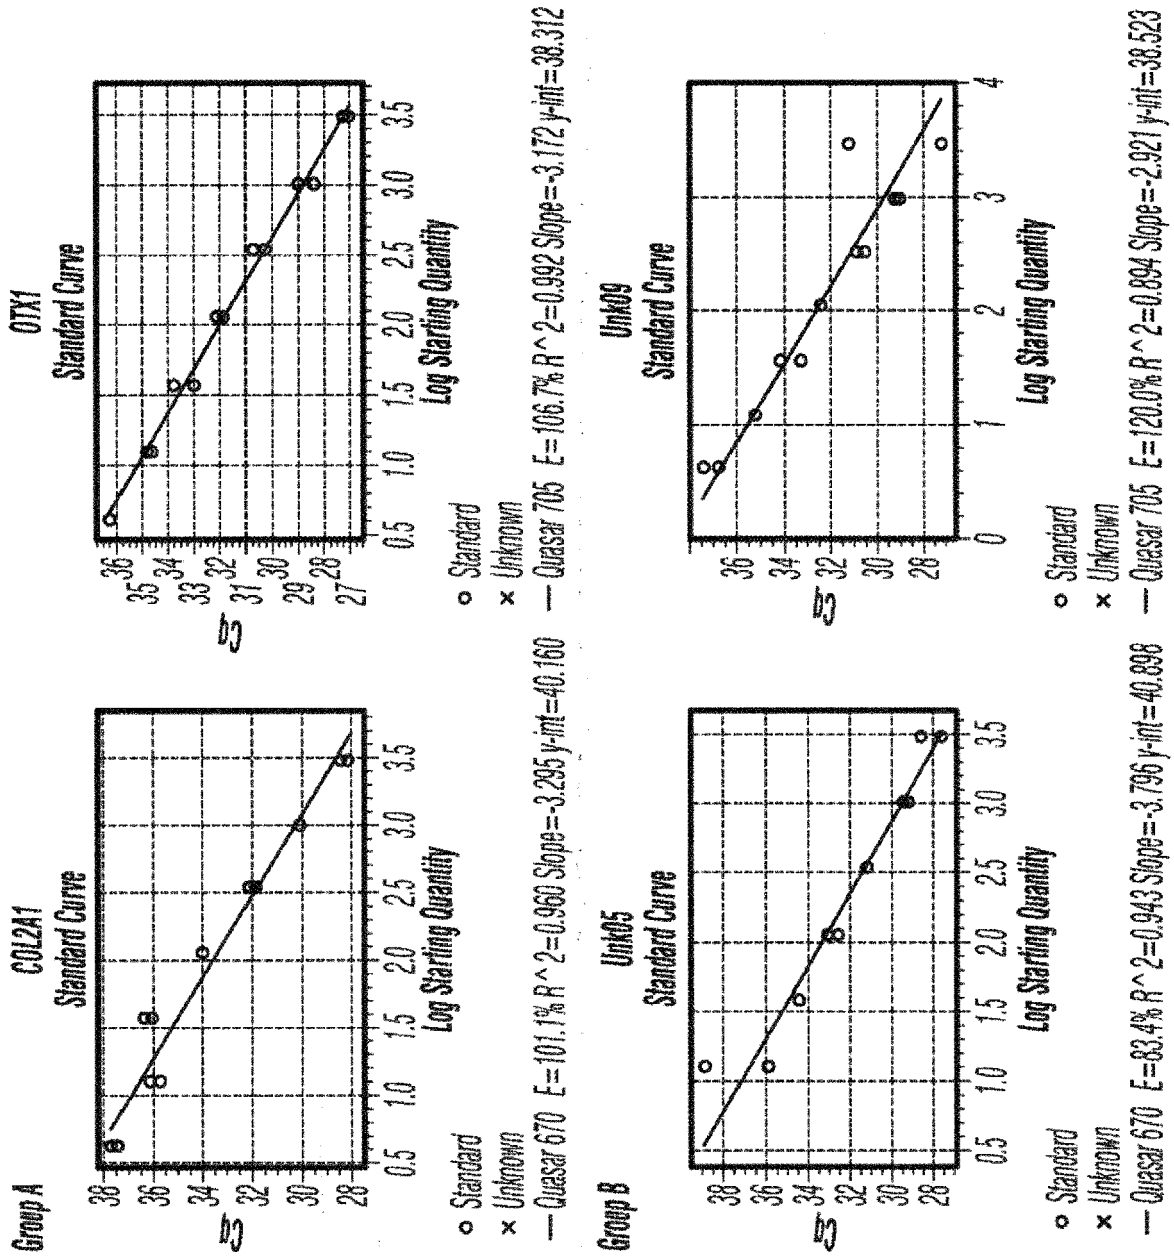 Group A
COL2A1
Standard Curve
Cq
38
36
34
32
30
28
0.5 1.0 1.5 2.0 2.5 3.0 3.5
Log Starting Quantity
Standard
× Unknown
— Quasar 670 E=101.1% R^2=0.960 Slope=-3.295 y-int=40.160
OTX1
Standard Curve
Cq
36
35
34
33
32
31
30
29
28
27
0.5 1.0 1.5 2.0 2.5 3.0 3.5
Log Starting Quantity
Standard
× Unknown
— Quasar 705 E=106.7% R^2=0.992 Slope=-3.172 y-int=38.312
Group B
Unk05
Standard Curve
Cq
38
36
34
32
30
28
0.5 1.0 1.5 2.0 2.5 3.0 3.5
Log Starting Quantity
Standard
× Unknown
— Quasar 670 E=83.4% R^2=0.943 Slope=-3.796 y-int=40.898
Unk09
Standard Curve
Cq
36
34
32
30
28
0 1 2 3 4
Log Starting Quantity
Standard
× Unknown
— Quasar 705 E=120.0% R^2=0.894 Slope=-2.921 y-int=38.523